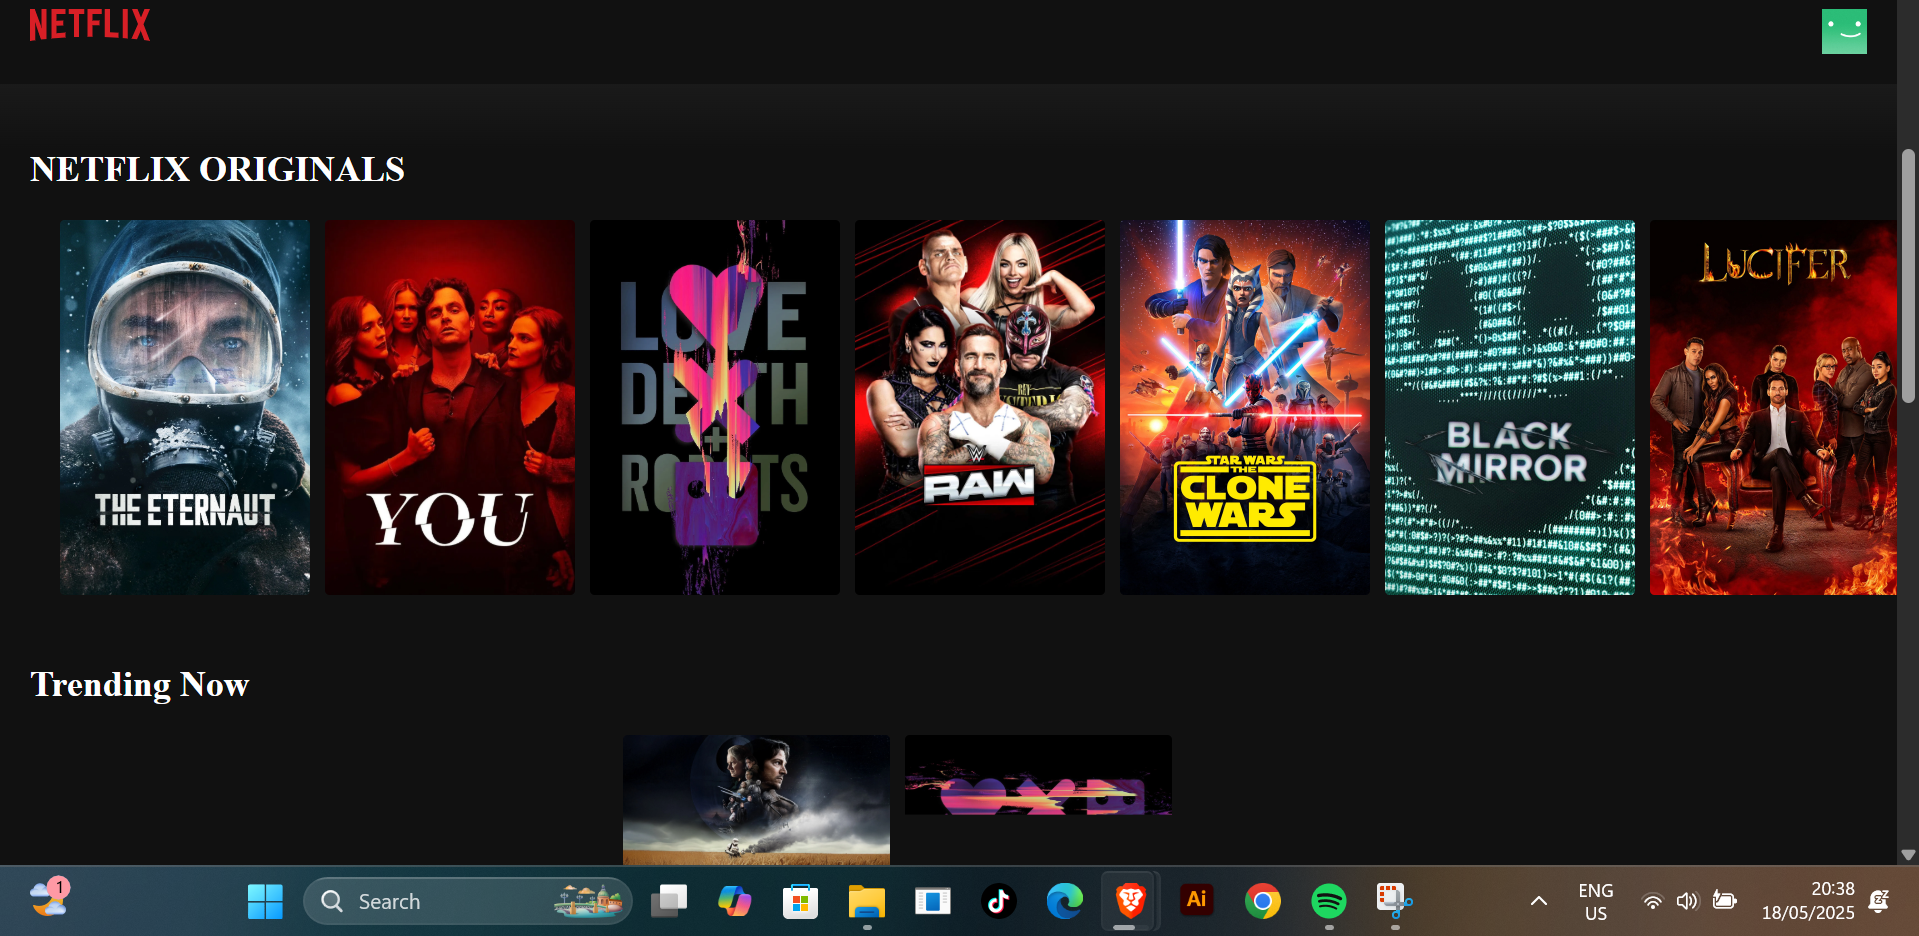 NETFLIX
NETFLIX ORIGINALS
THE ETERNAUT
YOU
LOVE
DEATH
+
ROBOTS
W
RAW
STAR WARS
THE
CLONE
WARS
BLACK
MIRROR
LUCIFER
Trending Now
1
Search
Ai
ENG
US
20:38
18/05/2025